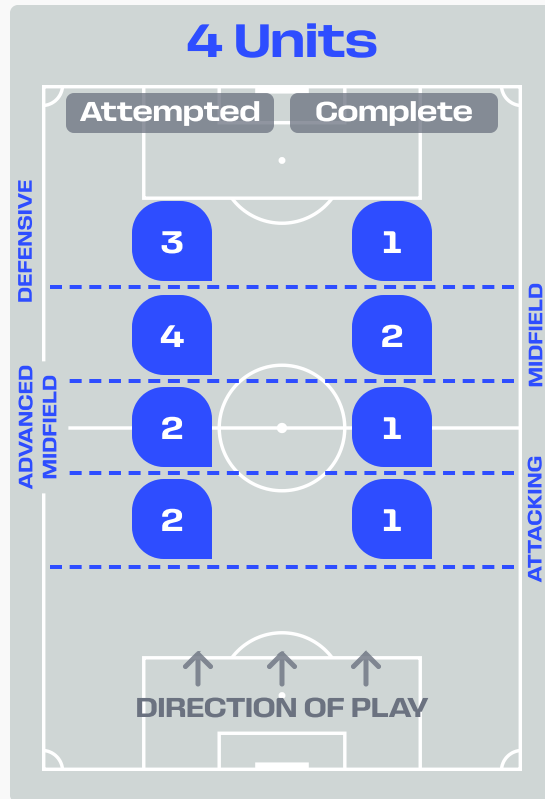 4 Units
Attempted
Complete
DEFENSIVE
3
1
MIDFIELD
4
2
ADVANCED
MIDFIELD
2
1
ATTACKING
2
1
DIRECTION OF PLAY